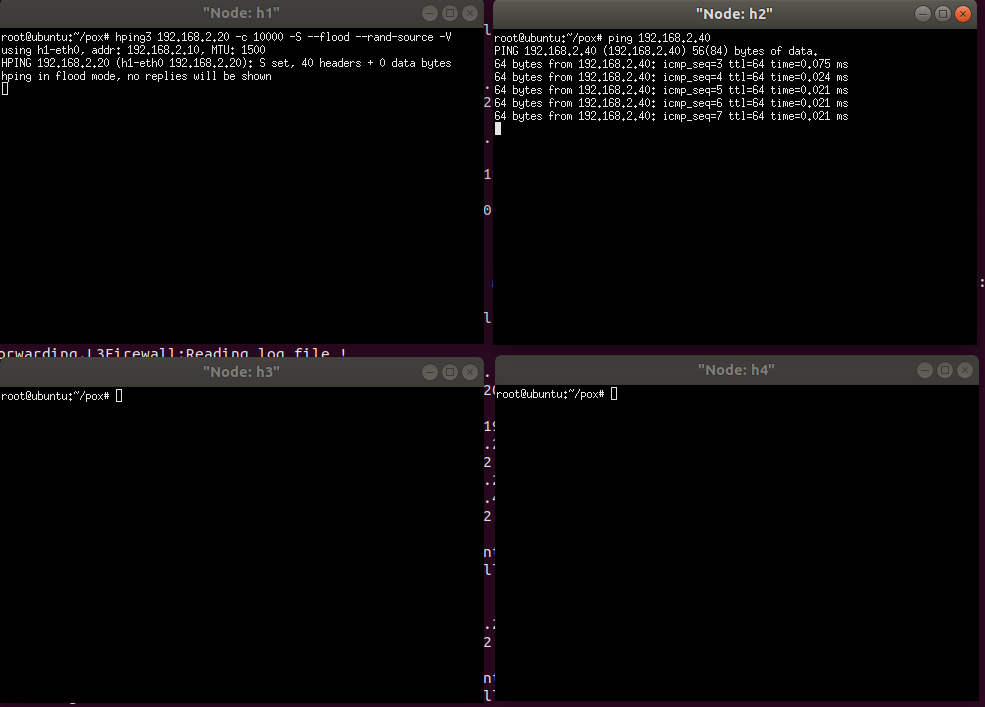 "Node: h1"
root@ubuntu:~/pox# hping3 192.168.2.20 -c 10000 -S --flood --rand-source -V
using h1-eth0, addr: 192.168.2.10, MTU: 1500
HPING 192.168.2.20 (h1-eth0 192.168.2.20): S set, 40 headers + 0 data bytes
hping in flood mode, no replies will be shown
"Node: h2"
root@ubuntu:~/pox# ping 192.168.2.40
PING 192.168.2.40 (192.168.2.40) 56(84) bytes of data.
64 bytes from 192.168.2.40: icmp_seq=3 ttl=64 time=0.075 ms
64 bytes from 192.168.2.40: icmp_seq=4 ttl=64 time=0.024 ms
64 bytes from 192.168.2.40: icmp_seq=5 ttl=64 time=0.021 ms
64 bytes from 192.168.2.40: icmp_seq=6 ttl=64 time=0.021 ms
64 bytes from 192.168.2.40: icmp_seq=7 ttl=64 time=0.021 ms
orwarding.L3Firewall:Reading log file !
"Node: h3"
root@ubuntu:~/pox#
"Node: h4"
root@ubuntu:~/pox#